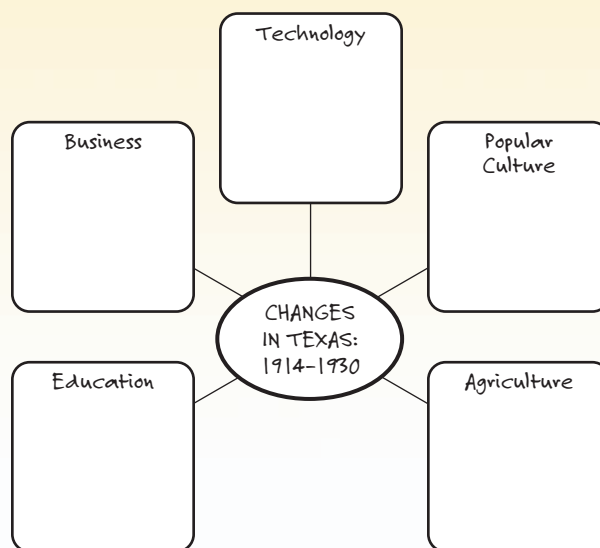 Technology
Business
Popular
Culture
CHANGES
IN TEXAS:
1914–1930
Education
Agriculture